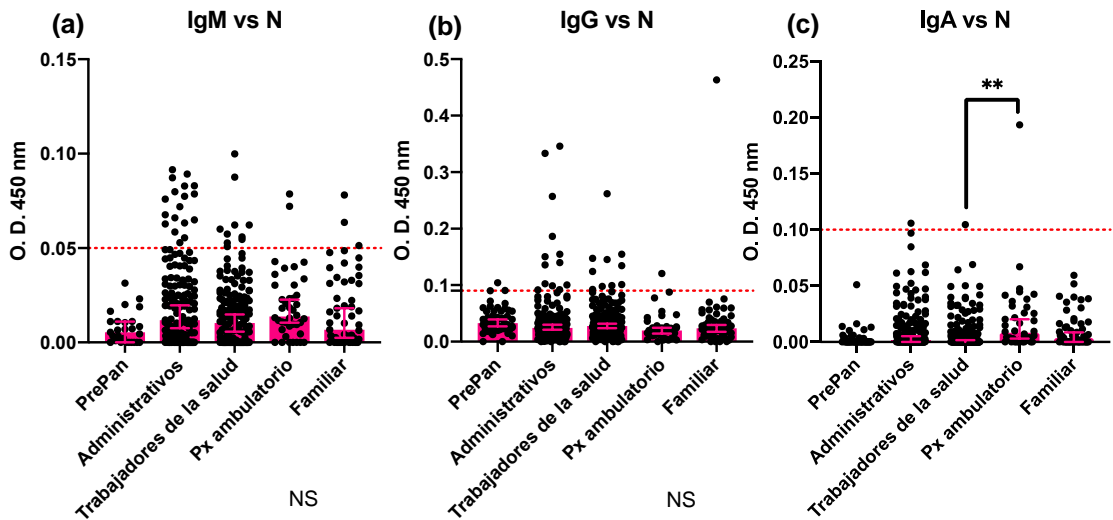 (a)
IgM vs N
O. D. 450 nm
0.15
0.10
0.05
0.00
PrePan
Administrativos
Trabajadores de la salud
Px ambulatorio
Familiar
NS
(b)
IgG vs N
O. D. 450 nm
0.5
0.4
0.3
0.2
0.1
0.0
PrePan
Administrativos
Trabajadores de la salud
Px ambulatorio
Familiar
NS
(c)
IgA vs N
O. D. 450 nm
0.25
0.20
0.15
0.10
0.05
0.00
**
PrePan
Administrativos
Trabajadores de la salud
Px ambulatorio
Familiar